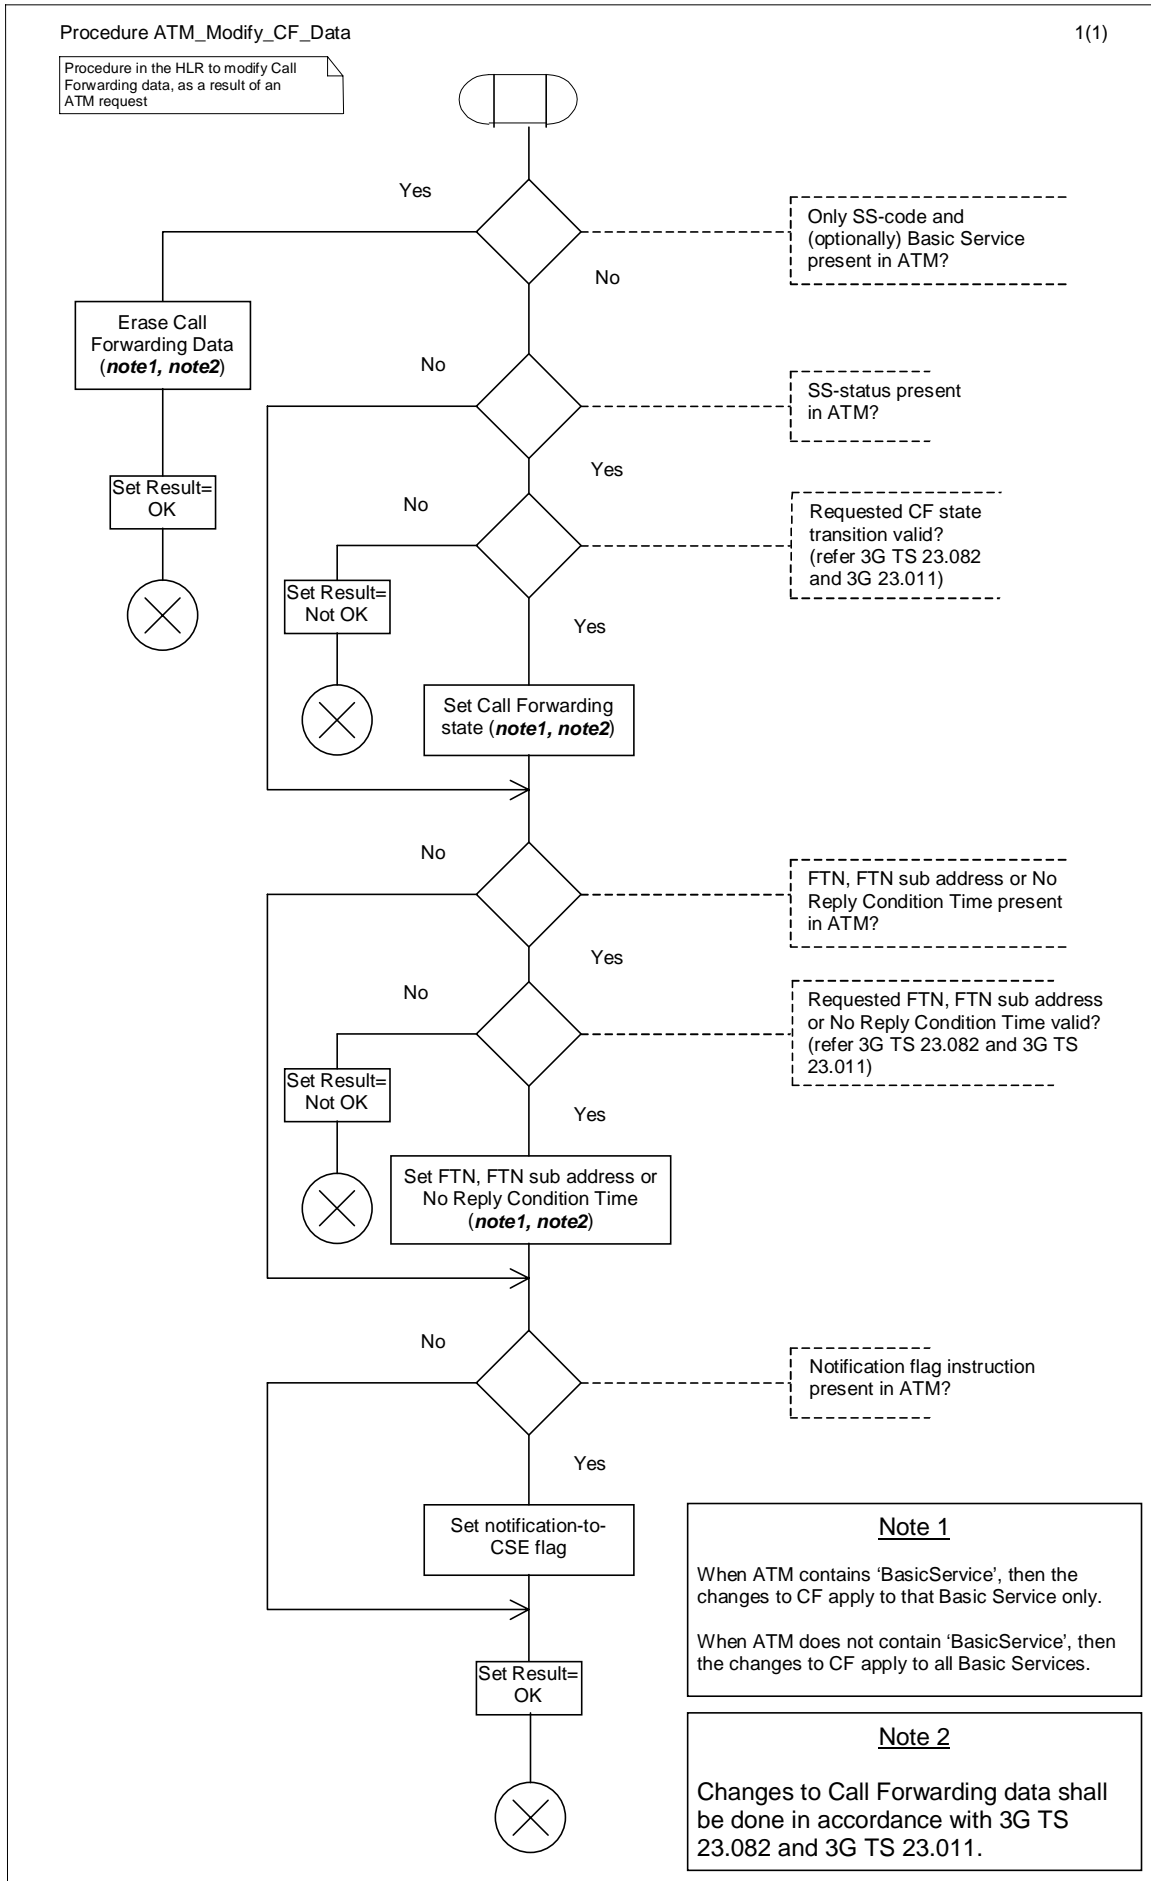 Procedure ATM_Modify_CF_Data
1(1)
Procedure in the HLR to modify Call
Forwarding data, as a result of an
ATM request
Yes
Only SS-code and
(optionally) Basic Service
present in ATM?
No
Erase Call
Forwarding Data
(note1, note2)
No
SS-status present
in ATM?
Yes
Set Result=
OK
No
Requested CF state
transition valid?
(refer 3G TS 23.082
and 3G 23.011)
Set Result=
Not OK
Yes
Set Call Forwarding
state (note1, note2)
No
FTN, FTN sub address or No
Reply Condition Time present
in ATM?
Yes
No
Requested FTN, FTN sub address
or No Reply Condition Time valid?
(refer 3G TS 23.082 and 3G TS
23.011)
Set Result=
Not OK
Yes
Set FTN, FTN sub address or
No Reply Condition Time
(note1, note2)
No
Notification flag instruction
present in ATM?
Yes
Set notification-to-
CSE flag
Note 1
When ATM contains ‘BasicService’, then the
changes to CF apply to that Basic Service only.
When ATM does not contain ‘BasicService’, then
the changes to CF apply to all Basic Services.
Set Result=
OK
Note 2
Changes to Call Forwarding data shall
be done in accordance with 3G TS
23.082 and 3G TS 23.011.